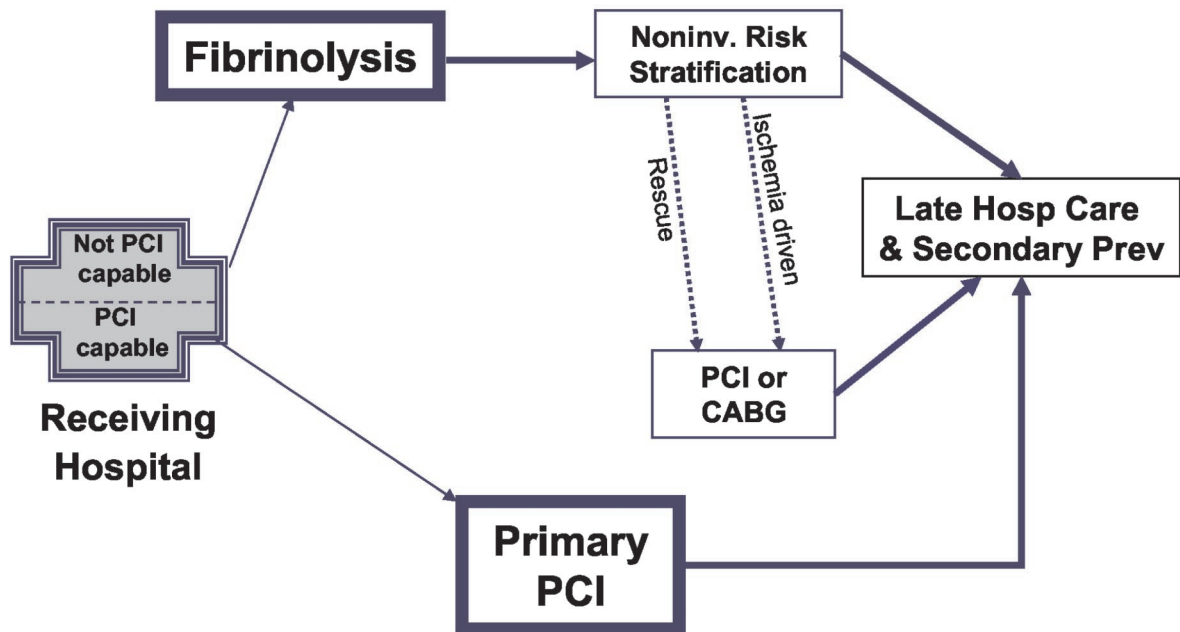 Fibrinolysis
Noninv. Risk
Stratification
Rescue
Ischemia driven
Late Hosp Care
& Secondary Prev
Not PCI
capable
PCI
capable
Receiving
Hospital
PCI or
CABG
Primary
PCI